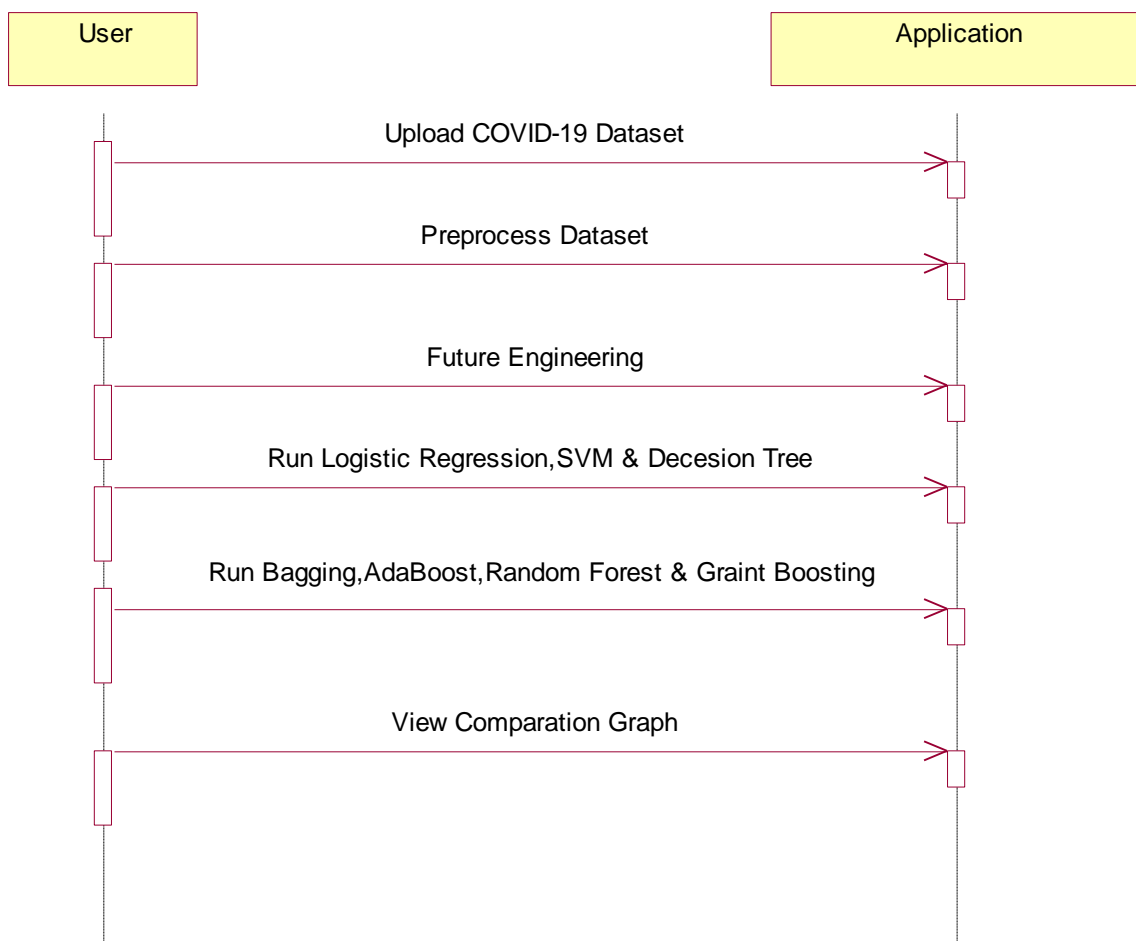 User
Application
Upload COVID-19 Dataset
Preprocess Dataset
Future Engineering
Run Logistic Regression,SVM & Decesion Tree
Run Bagging,AdaBoost,Random Forest & Graint Boosting
View Comparation Graph